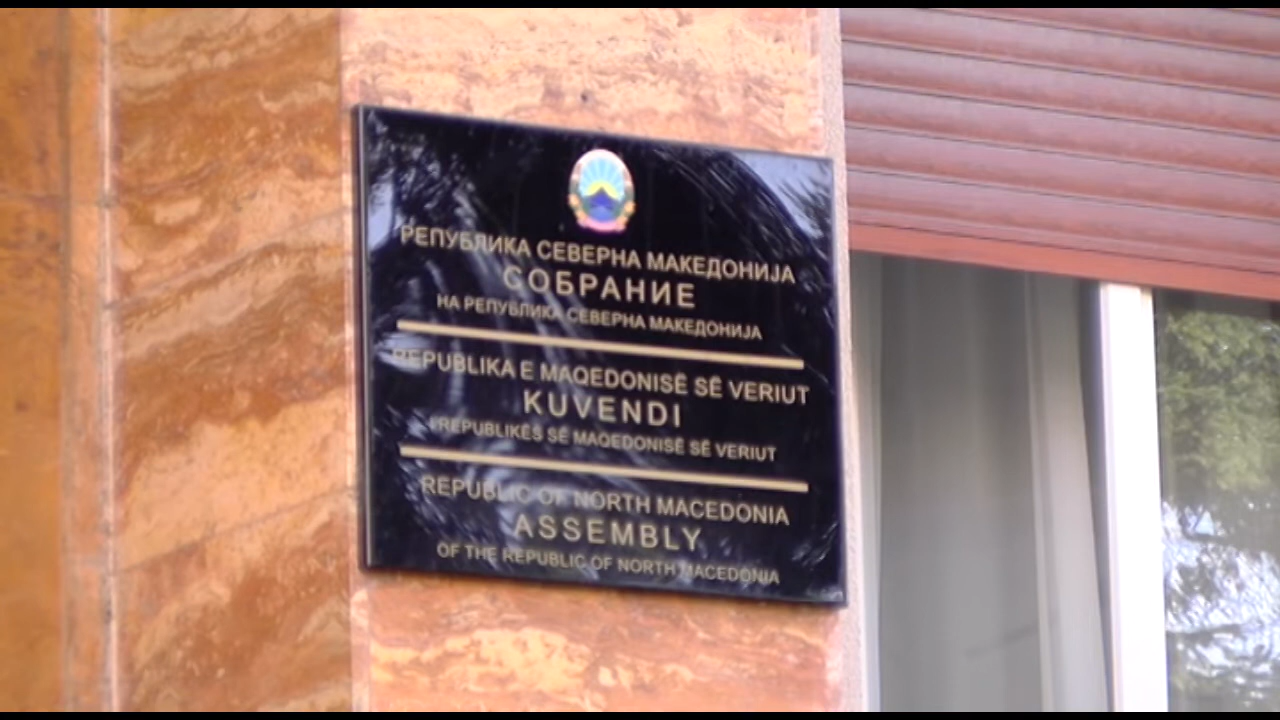 РЕПУБЛИКА СЕВЕРНА МАКЕДОНИЈА
СОБРАНИЕ
НА РЕПУБЛИКА СЕВЕРНА МАКЕДОНИЈА
REPUBLIKA E MAQEDONISË SË VERIUT
KUVENDI
I REPUBLIKËS SË MAQEDONISË SË VERIUT
REPUBLIC OF NORTH MACEDONIA
ASSEMBLY
OF THE REPUBLIC OF NORTH MACEDONIA